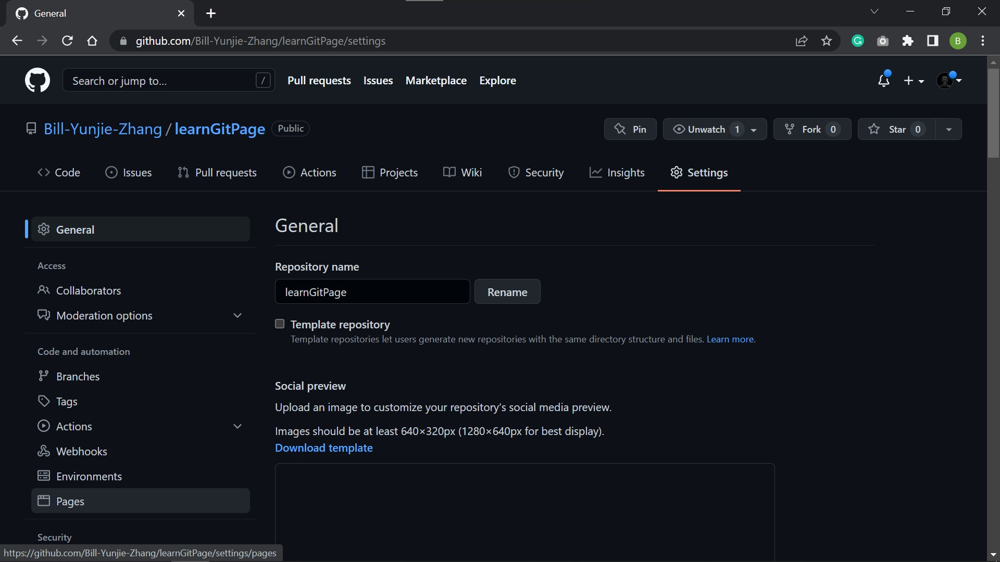 General
github.com/Bill-Yunjie-Zhang/learnGitPage/settings
B
Search or jump to... /
Pull requests Issues Marketplace Explore
Bill-Yunjie-Zhang / learnGitPage Public
Pin Unwatch 1 Fork 0 Star 0
Code Issues Pull requests Actions Projects Wiki Security Insights Settings
General
Access
Collaborators
Moderation options
Code and automation
Branches
Tags
Actions
Webhooks
Environments
Pages
Security
General
Repository name
learnGitPage Rename
Template repository
Template repositories let users generate new repositories with the same directory structure and files. Learn more.
Social preview
Upload an image to customize your repository's social media preview.
Images should be at least 640×320px (1280×640px for best display).
Download template
https://github.com/Bill-Yunjie-Zhang/learnGitPage/settings/pages